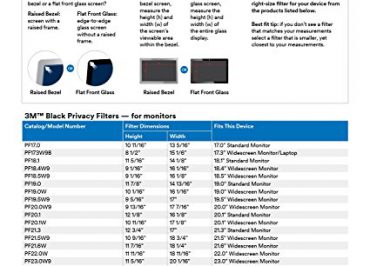 bezel or a flat front glass screen?
Raised Bezel:
screen with a
raised frame.
Flat Front Glass:
edge-to-edge
glass screen
without a
raised frame.
bezel screen,
measure the
height (h) and
width (w) of
the screen's
viewable area
within the bezel.
screen, measure
the height (h)
and width (w)
of the entire
glass display.
right-size filter for your device from
the products listed below.
Best fit tip: if you don't see a filter
that matches your measurements
select a filter that is smaller, yet
closest to your measurements.
Raised Bezel
Flat Front Glass
Raised Bezel
Flat Front Glass
3M™ Black Privacy Filters — for monitors
Catalog/Model Number Filter Dimensions Fits This Device
Height Width
PF17.0 10 11/16" 13 5/16" 17.0" Standard Monitor
PF173W9B 8 1/2" 15 1/6" 17.3" Widescreen Monitor/Laptop
PF18.1 11 5/16" 14 1/8" 18.1" Standard Monitor
PF18.4W9 9 1/16" 16 1/16" 18.4" Widescreen Monitor
PF18.5W9 9 1/8" 16 1/8" 18.5" Widescreen Monitor
PF19.0 11 7/8" 14 13/16" 19.0" Standard Monitor
PF19.0W 10 1/16" 16 1/8" 19.0" Widescreen Monitor
PF19.5W9 9 5/16" 17" 19.5" Widescreen Monitor
PF20.0W9 9 13/16" 17 7/16" 20.0" Widescreen Monitor
PF20.1 12 1/8" 16 1/8" 20.1" Standard Monitor
PF20.1W 10 11/16" 17 1/8" 20.1" Widescreen Monitor
PF21.3 12 3/4" 17" 21.3" Standard Monitor
PF21.5W9 10 9/16" 18 3/4" 21.5" Widescreen Monitor
PF21.6W 11 7/16" 18 1/4" 21.6" Widescreen Monitor
PF22.0W 11 11/16" 18 11/16" 22.0" Widescreen Monitor
PF23.0W9 11 5/16" 20 1/16" 23.0" Widescreen Monitor